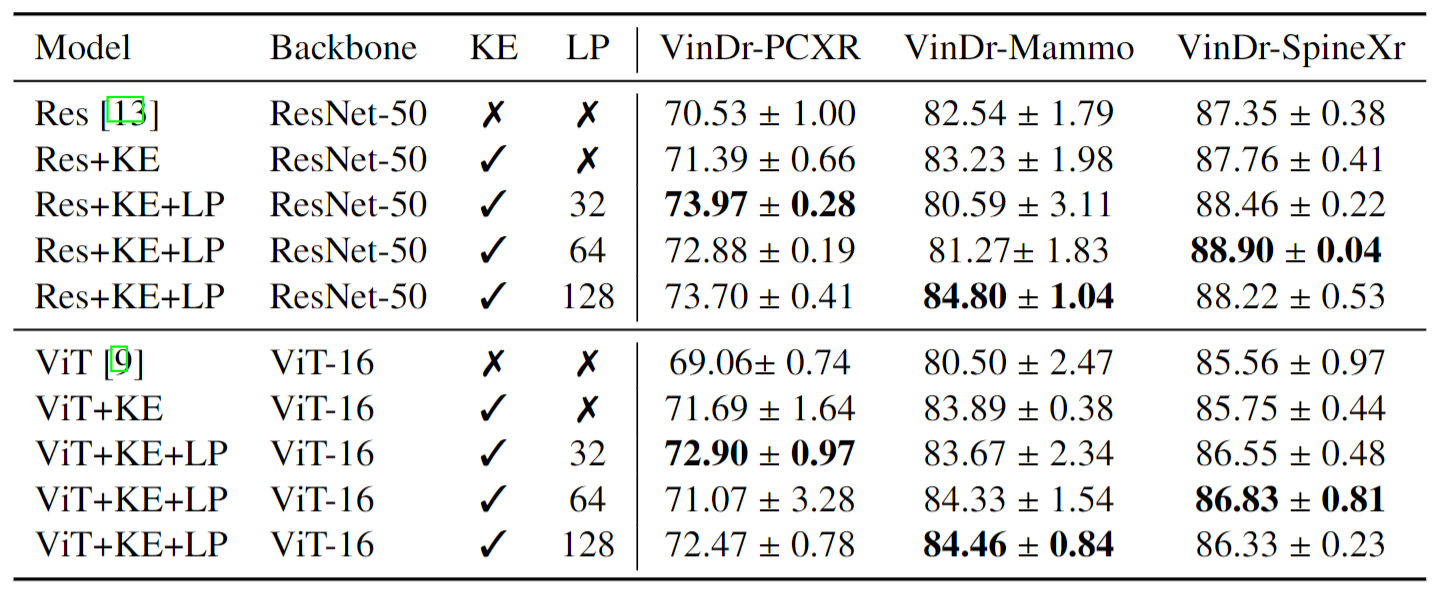 Model Backbone KE LP VinDr-PCXR VinDr-Mammo VinDr-SpineXr
Res [13] ResNet-50 ✗ ✗ 70.53 ± 1.00 82.54 ± 1.79 87.35 ± 0.38
Res+KE ResNet-50 ✓ ✗ 71.39 ± 0.66 83.23 ± 1.98 87.76 ± 0.41
Res+KE+LP ResNet-50 ✓ 32 73.97 ± 0.28 80.59 ± 3.11 88.46 ± 0.22
Res+KE+LP ResNet-50 ✓ 64 72.88 ± 0.19 81.27± 1.83 88.90 ± 0.04
Res+KE+LP ResNet-50 ✓ 128 73.70 ± 0.41 84.80 ± 1.04 88.22 ± 0.53
ViT [9] ViT-16 ✗ ✗ 69.06± 0.74 80.50 ± 2.47 85.56 ± 0.97
ViT+KE ViT-16 ✓ ✗ 71.69 ± 1.64 83.89 ± 0.38 85.75 ± 0.44
ViT+KE+LP ViT-16 ✓ 32 72.90 ± 0.97 83.67 ± 2.34 86.55 ± 0.48
ViT+KE+LP ViT-16 ✓ 64 71.07 ± 3.28 84.33 ± 1.54 86.83 ± 0.81
ViT+KE+LP ViT-16 ✓ 128 72.47 ± 0.78 84.46 ± 0.84 86.33 ± 0.23